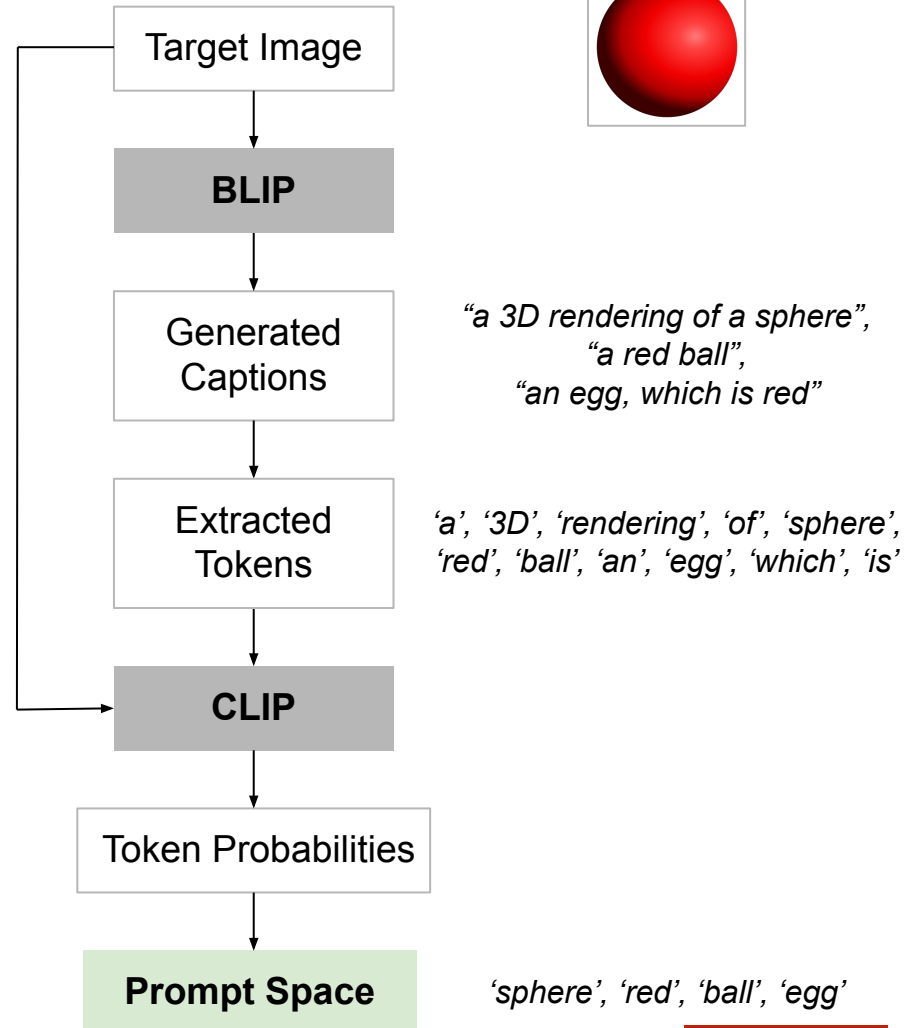 Target Image
BLIP
Generated
Captions
“a 3D rendering of a sphere”,
“a red ball”,
“an egg, which is red”
Extracted
Tokens
‘a’, ‘3D’, ‘rendering’, ‘of’, ‘sphere’,
‘red’, ‘ball’, ‘an’, ‘egg’, ‘which’, ‘is’
CLIP
Token Probabilities
Prompt Space
‘sphere’, ‘red’, ‘ball’, ‘egg’